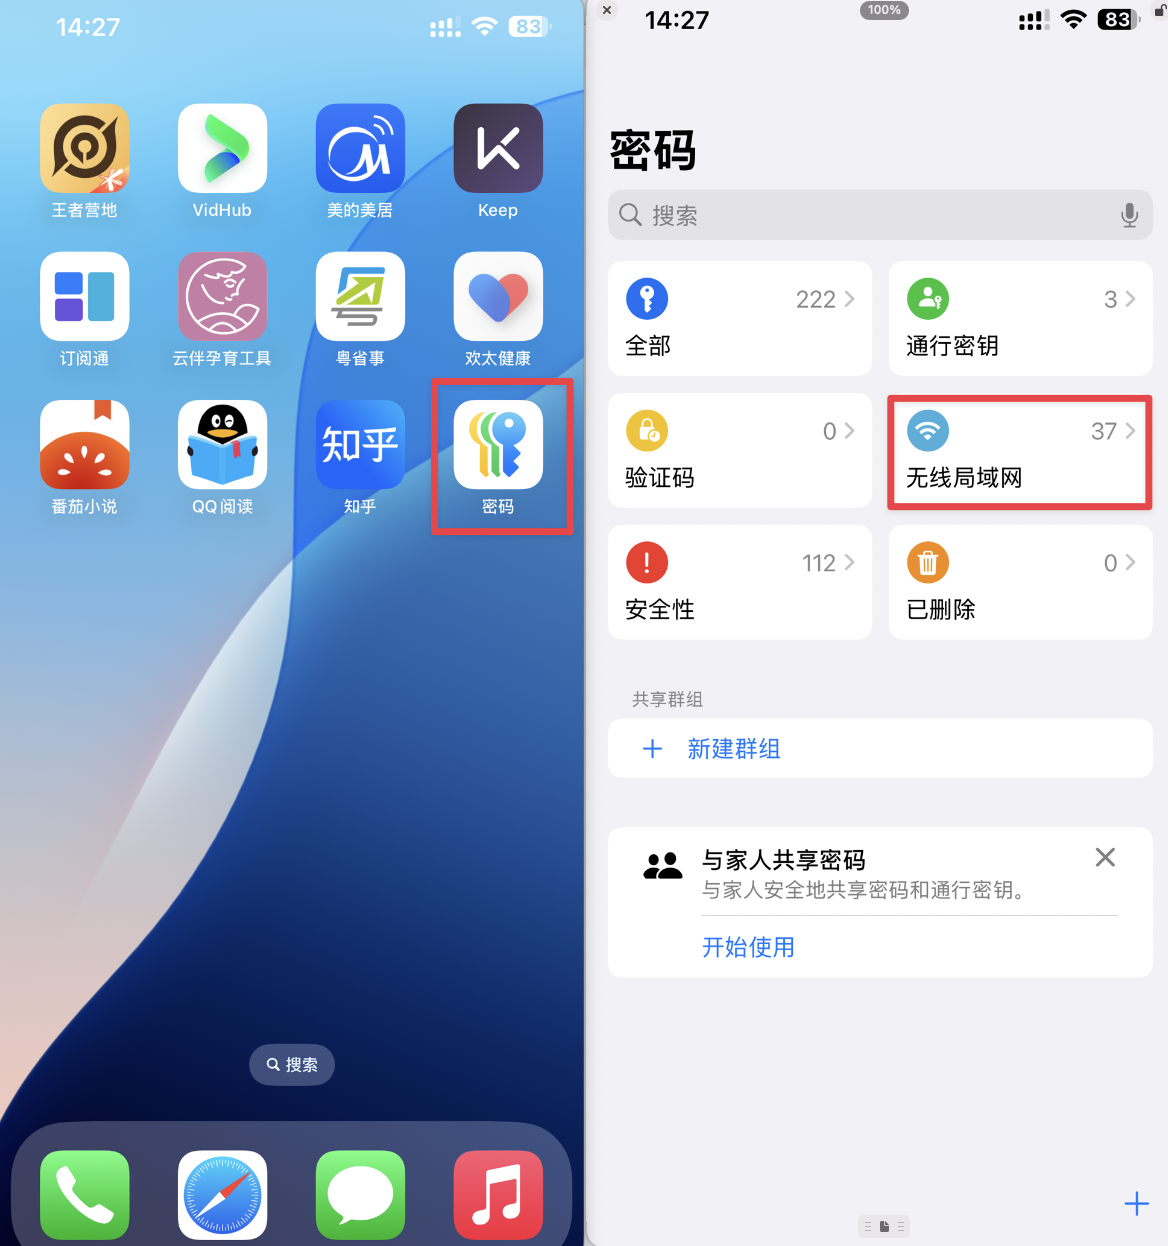 14:27
83
王者营地
VidHub
美的美居
Keep
订阅通
云伴孕育工具
粤省事
欢太健康
番茄小说
QQ阅读
知乎
知乎
密码
搜索
100%
14:27
83
密码
搜索
222
全部
3
通行密钥
0
验证码
37
无线局域网
112
安全性
0
已删除
共享群组
新建群组
与家人共享密码
与家人安全地共享密码和通行密钥。
开始使用